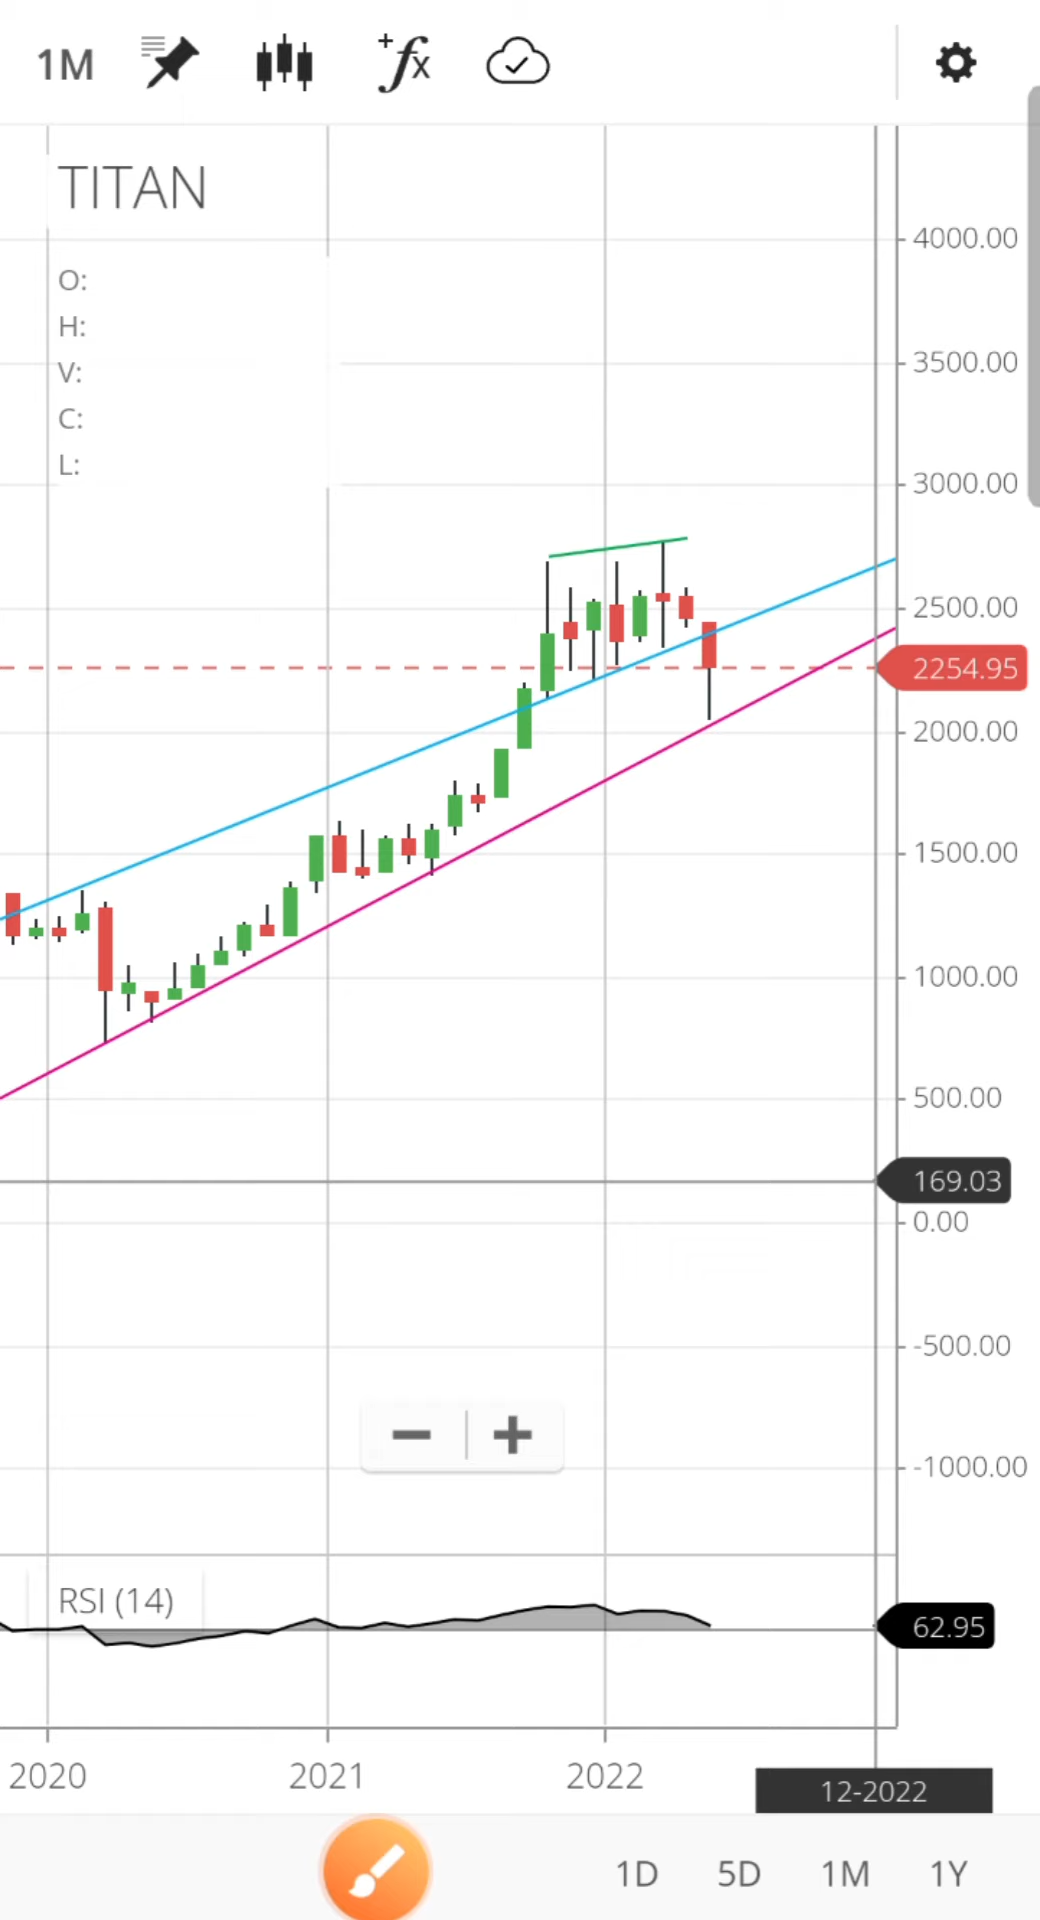 1M fx
TITAN
O:
H:
V:
C:
L:
4000.00
3500.00
3000.00
2500.00
2254.95
2000.00
1500.00
1000.00
500.00
169.03
0.00
-500.00
-1000.00
RSI (14)
62.95
2020 2021 2022
12-2022
1D 5D 1M 1Y